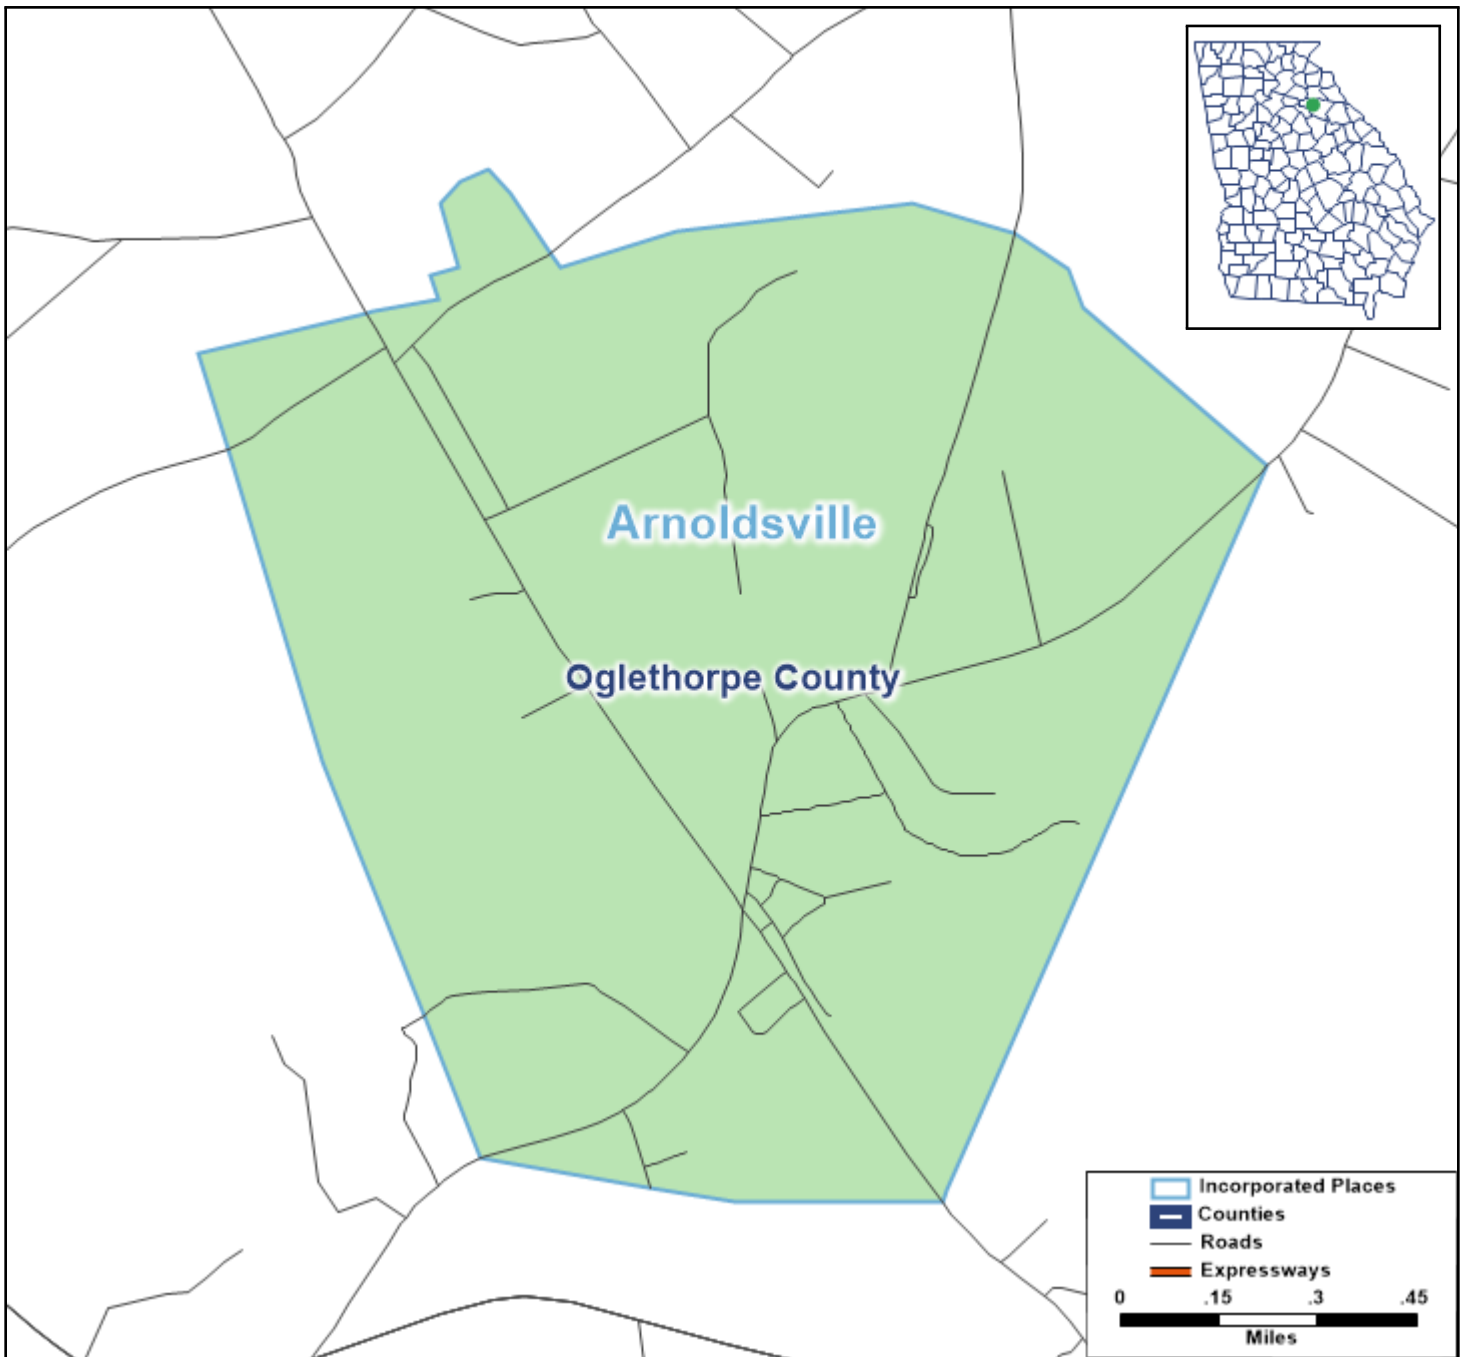 Arnoldsville
Oglethorpe County
Incorporated Places
Counties
Roads
Expressways
0 .15 .3 .45
Miles